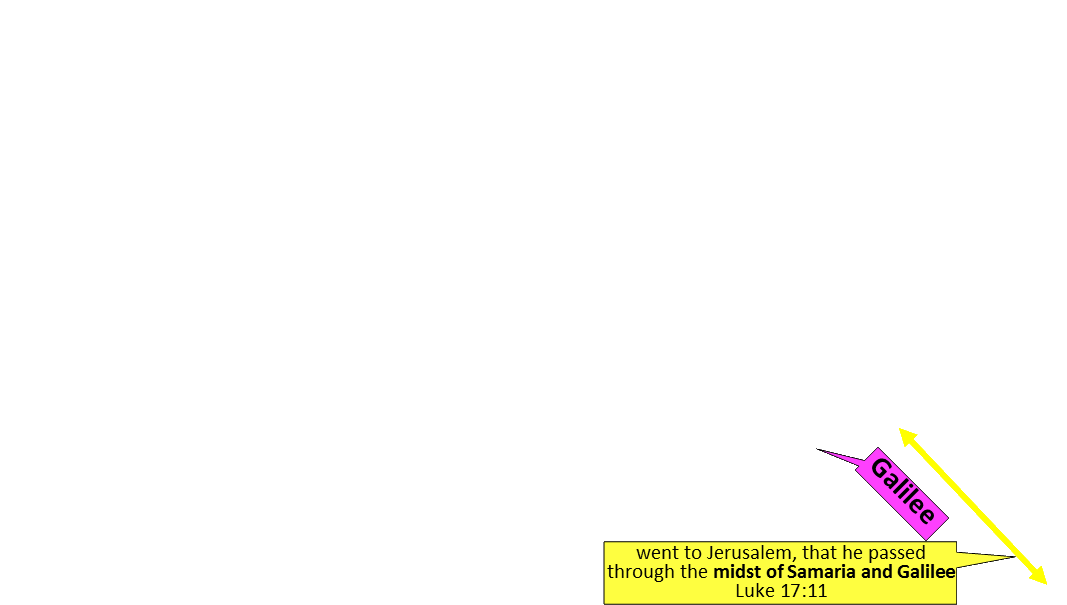 Galilee
went to Jerusalem, that he passed
through the midst of Samaria and Galilee
Luke 17:11